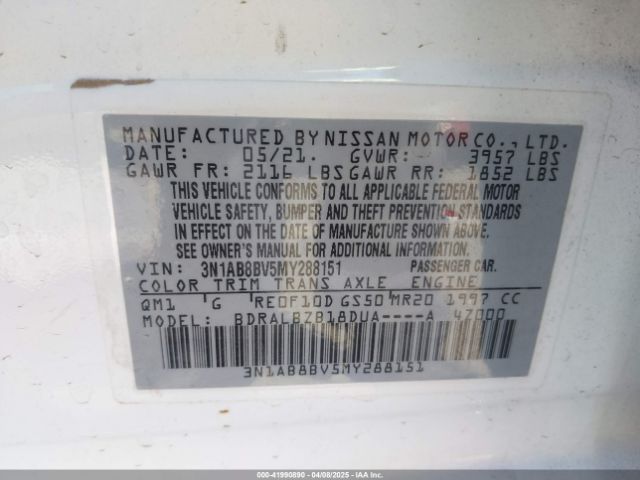 MANUFACTURED BY NISSAN MOTOR CO., LTD.
DATE: 05/21. GVWR: 3957 LBS
GAWR FR: 2116 LBS GAWR RR: 1852 LBS
THIS VEHICLE CONFORMS TO ALL APPLICABLE FEDERAL MOTOR
VEHICLE SAFETY, BUMPER AND THEFT PREVENTION STANDARDS
IN EFFECT ON THE DATE OF MANUFACTURE SHOWN ABOVE.
SEE OWNER'S MANUAL FOR ADDITIONAL INFORMATION.
VIN: 3N1AB8BV5MY288151 PASSENGER CAR.
COLOR TRIM TRANS AXLE ENGINE
QM1 G RE0F10D GS50 MR20 1997 CC
MODEL: BDRALBZB18DUA----A 4Z000
3N1AB8BV5MY288151
000-41990890 - 04/08/2025 - IAA